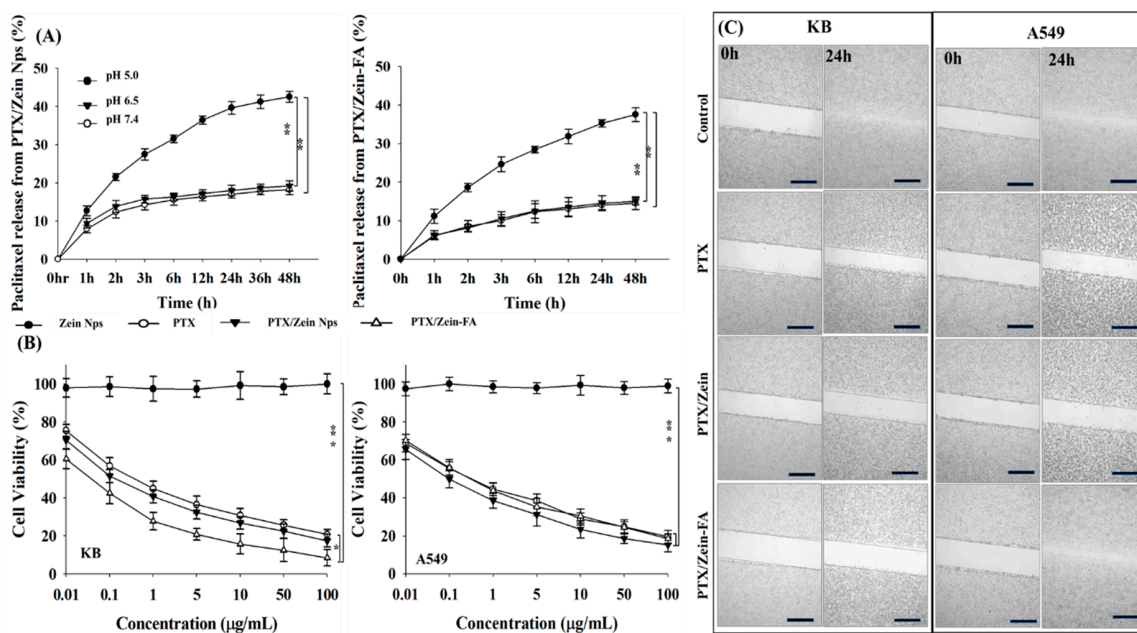 (A)
Paclitaxel release from PTX/Zein Nps (%)
50
40
30
20
10
0
pH 5.0
pH 6.5
pH 7.4
**
**
0hr 1h 2h 3h 6h 12h 24h 36h 48h
Time (h)
Paclitaxel release from PTX/Zein-FA (%)
50
40
30
20
10
0
**
**
0h 1h 2h 3h 6h 12h 24h 48h
Time (h)
Zein Nps PTX PTX/Zein Nps PTX/Zein-FA
(B)
Cell Viability (%)
100
80
60
40
20
0
***
*
KB
0.01 0.1 1 5 10 50 100
Concentration (µg/mL)
Cell Viability (%)
100
80
60
40
20
0
***
A549
0.01 0.1 1 5 10 50 100
Concentration (µg/mL)
(C)
KB A549
0h 24h 0h 24h
Control
PTX
PTX/Zein
PTX/Zein-FA